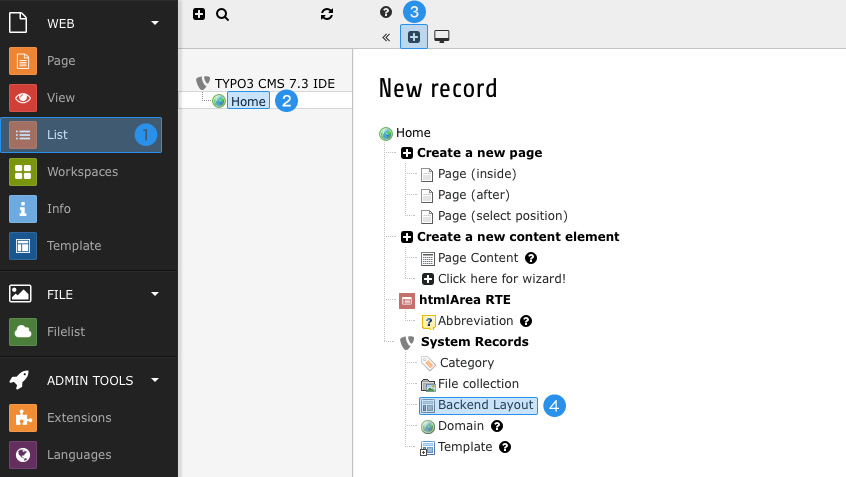 WEB
Page
View
List 1
Workspaces
Info
Template
FILE
Filelist
ADMIN TOOLS
Extensions
Languages
TYPO3 CMS 7.3 IDE
Home 2
? 3
New record
Home
Create a new page
Page (inside)
Page (after)
Page (select position)
Create a new content element
Page Content ?
Click here for wizard!
htmlArea RTE
? Abbreviation ?
System Records
Category
File collection
Backend Layout 4
Domain ?
Template ?